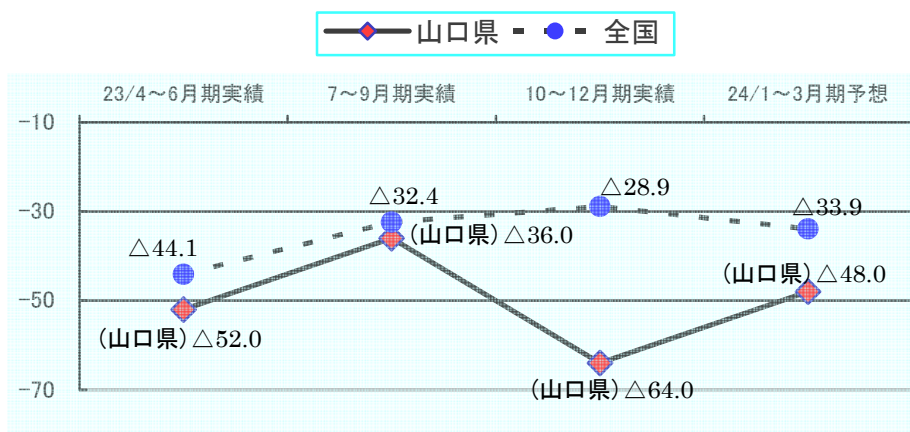 山口県 全国
23/4～6月期実績 7～9月期実績 10～12月期実績 24/1～3月期予想
-10
△28.9
△32.4
△33.9
-30
(山口県)△36.0
△44.1
(山口県)△48.0
-50
(山口県)△52.0
-70
(山口県)△64.0